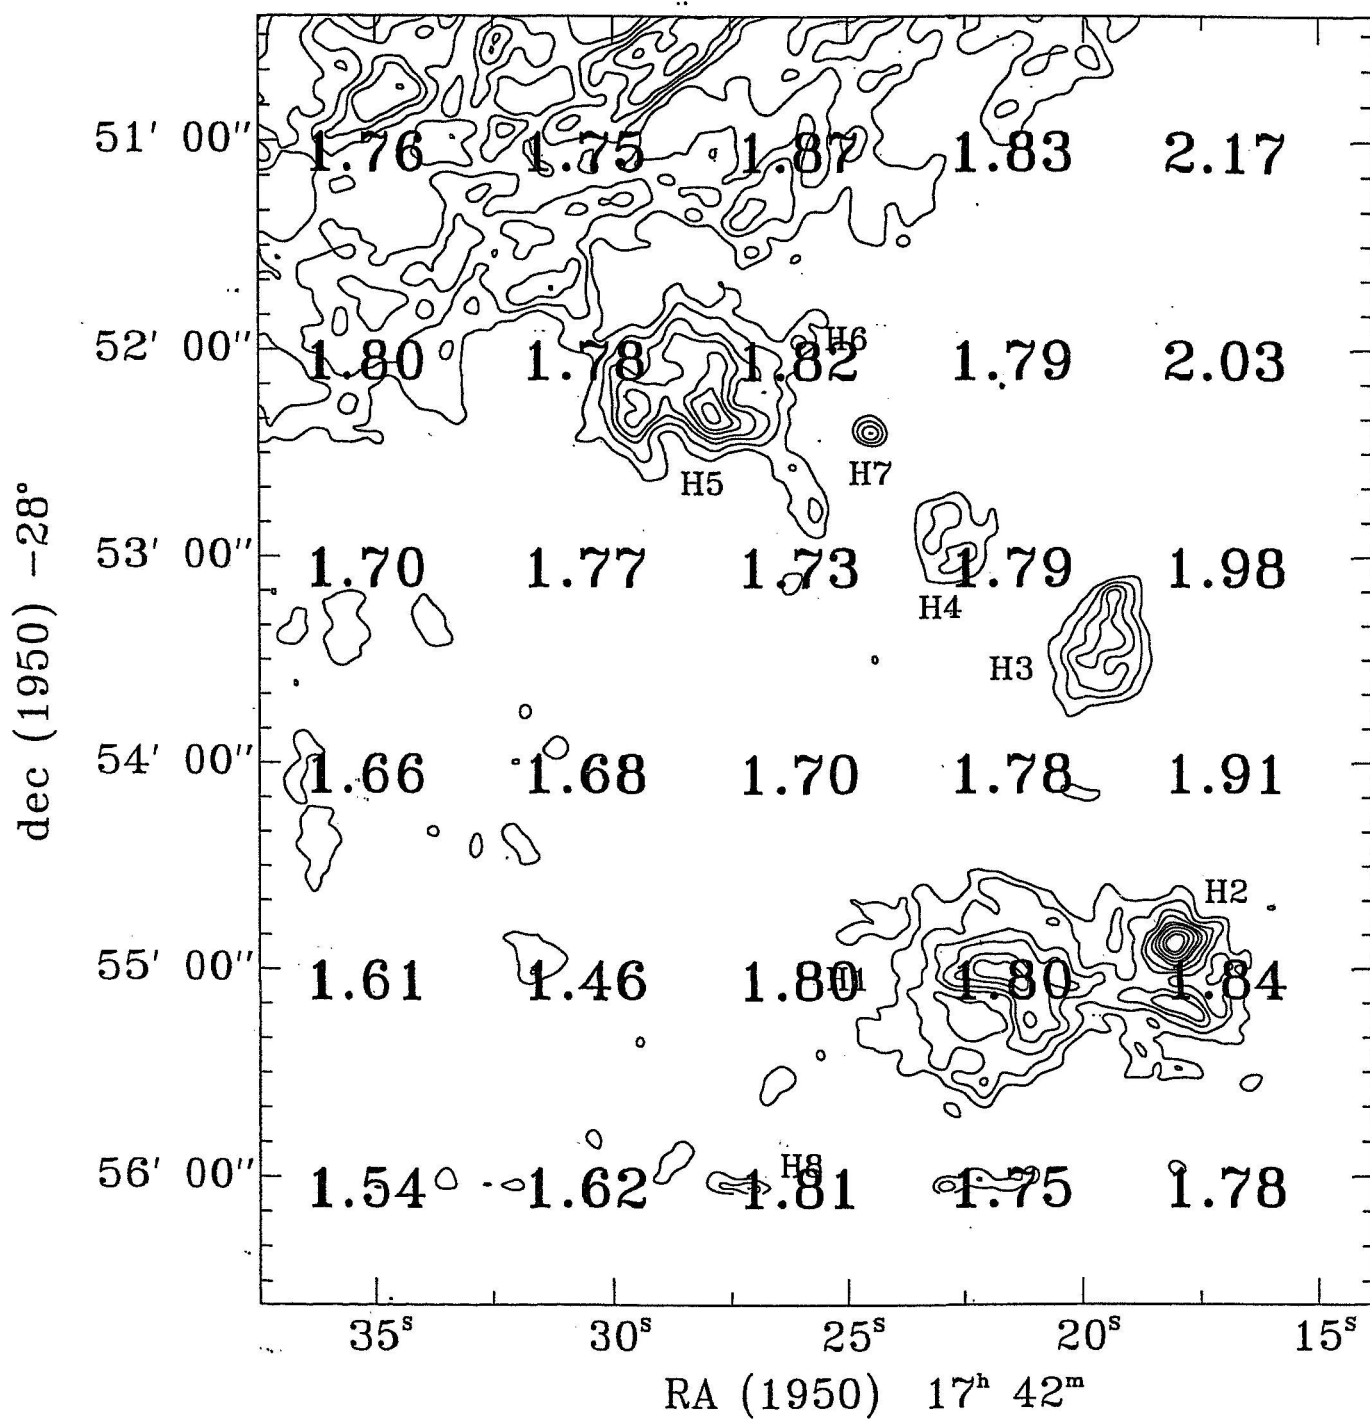 51' 00" 1.76 1.75 1.87 1.83 2.17
H6
52' 00" 1.80 1.78 1.82 1.79 2.03
H7
H5
53' 00" 1.70 1.77 1.73 1.79 1.98
H4
H3
54' 00" 1.66 1.68 1.70 1.78 1.91
H2
55' 00" 1.61 1.46 1.80 H1 1.80 1.84
H8
56' 00" 1.54 1.62 1.81 1.75 1.78
dec (1950) −28°
35ˢ 30ˢ 25ˢ 20ˢ 15ˢ
RA (1950) 17ʰ 42ᵐ